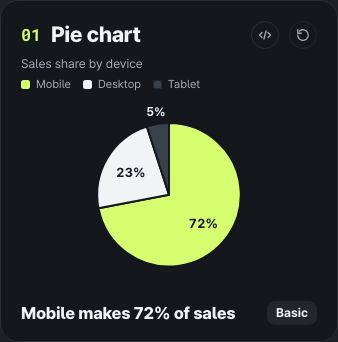 01 Pie chart
</>
Sales share by device
Mobile Desktop Tablet
5%
23%
72%
Mobile makes 72% of sales
Basic